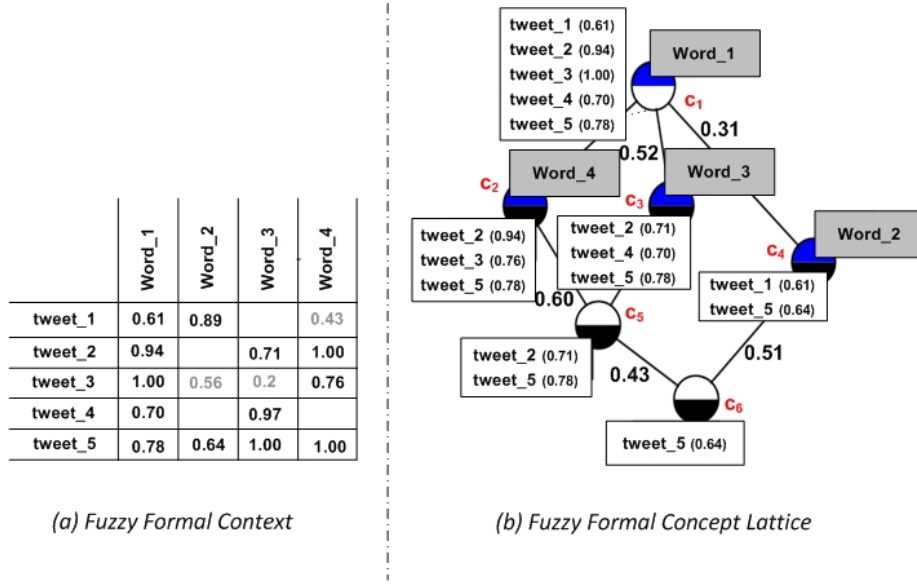 Word_1 Word_2 Word_3 Word_4
tweet_1 0.61 0.89 0.43
tweet_2 0.94 0.71 1.00
tweet_3 1.00 0.56 0.2 0.76
tweet_4 0.70 0.97
tweet_5 0.78 0.64 1.00 1.00
(a) Fuzzy Formal Context
(b)
tweet_1 (0.61)
tweet_2 (0.94)
tweet_3 (1.00)
tweet_4 (0.70)
tweet_5 (0.78)
Word_1
c1
0.31
0.52
c2
Word_4
tweet_2 (0.94)
tweet_3 (0.76)
tweet_5 (0.78)
c3
Word_3
tweet_2 (0.71)
tweet_4 (0.70)
tweet_5 (0.78)
c4
Word_2
tweet_1 (0.61)
tweet_5 (0.64)
0.60
c5
tweet_2 (0.71)
tweet_5 (0.78)
0.43
0.51
c6
tweet_5 (0.64)
(b) Fuzzy Formal Concept Lattice